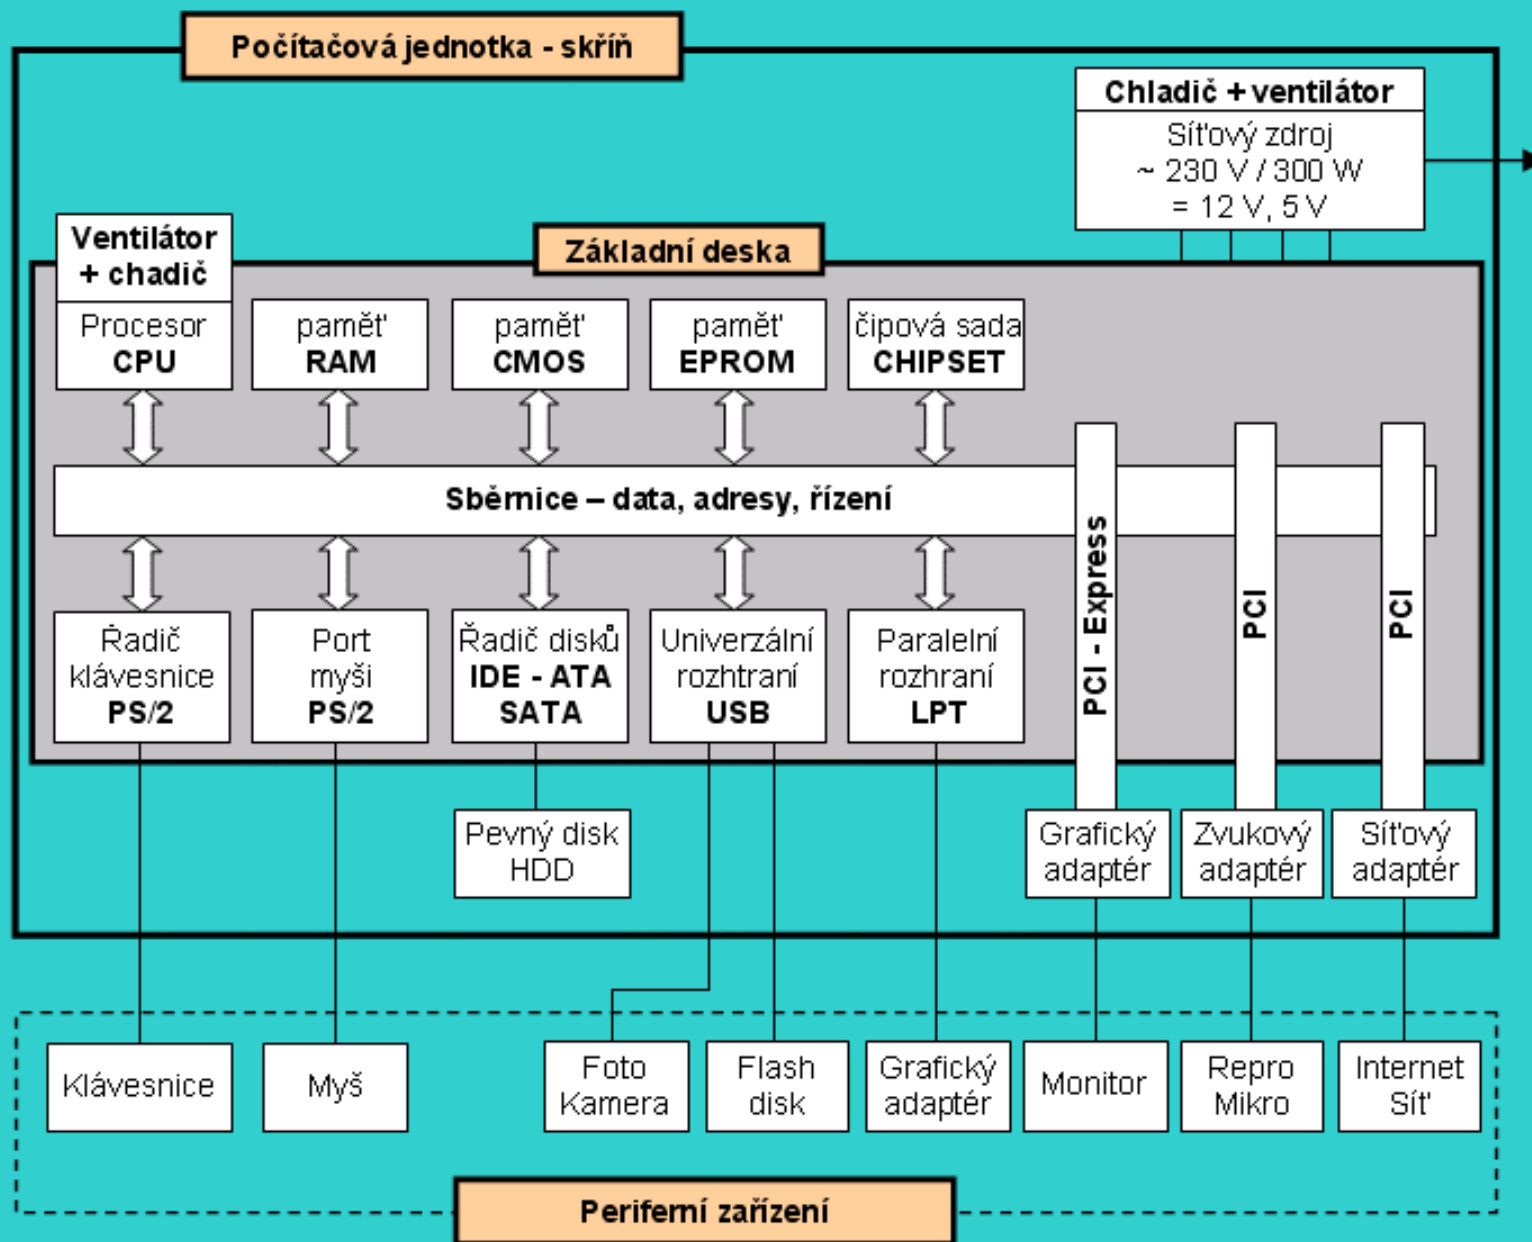 Počítačová jednotka - skříň
Chladič + ventilátor
Síťový zdroj
~ 230 V / 300 W
= 12 V, 5 V
Ventilátor
+ chadič
Základní deska
Procesor
CPU
paměť
RAM
paměť
CMOS
paměť
EPROM
čipová sada
CHIPSET
Sběrnice – data, adresy, řízení
PCI - Express
PCI
PCI
Řadič
klávesnice
PS/2
Port
myši
PS/2
Řadič disků
IDE - ATA
SATA
Univerzální
rozhtraní
USB
Paralelní
rozhraní
LPT
Pevný disk
HDD
Grafický
adaptér
Zvukový
adaptér
Síťový
adaptér
Klávesnice
Myš
Foto
Kamera
Flash
disk
Grafický
adaptér
Monitor
Repro
Mikro
Internet
Síť
Periferní zařízení